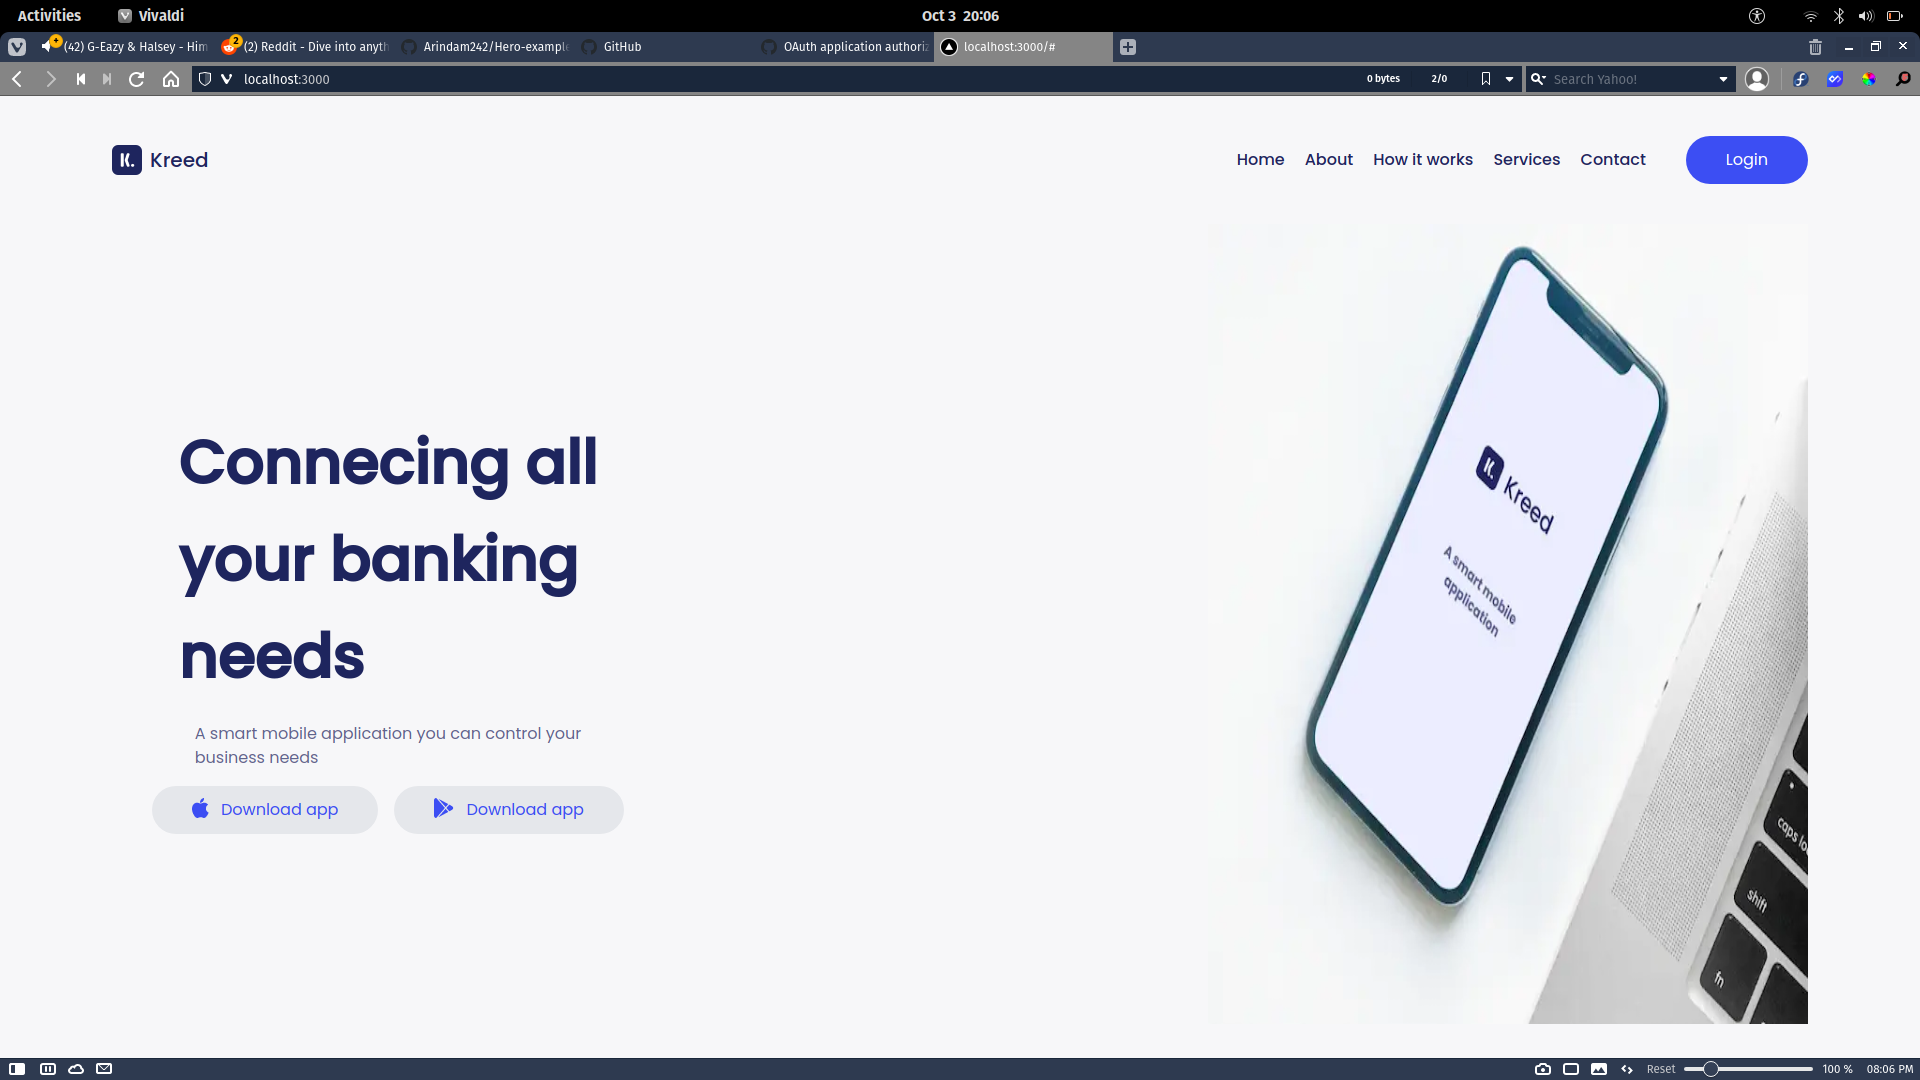 Activities
Vivaldi
Oct 3 20:06
(42) G-Eazy & Halsey - Him
2
(2) Reddit - Dive into anyth
Arindam242/Hero-example
GitHub
OAuth application authoriz
localhost:3000/#
localhost:3000
0 bytes
2/0
Search Yahoo!
K. Kreed
Home
About
How it works
Services
Contact
Login
Connecing all
your banking
needs
A smart mobile application you can control your
business needs
Download app
Download app
K. Kreed
A smart mobile
application
caps lo
shift
fn
Reset
100 %
08:06 PM